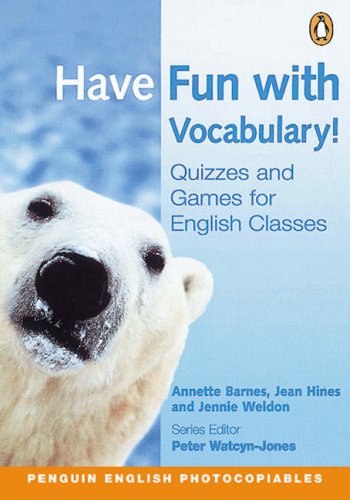 Have Fun with
Vocabulary!
Quizzes and
Games for
English Classes
Annette Barnes, Jean Hines
and Jennie Weldon
Series Editor
Peter Watcyn-Jones
PENGUIN ENGLISH PHOTOCOPIABLES